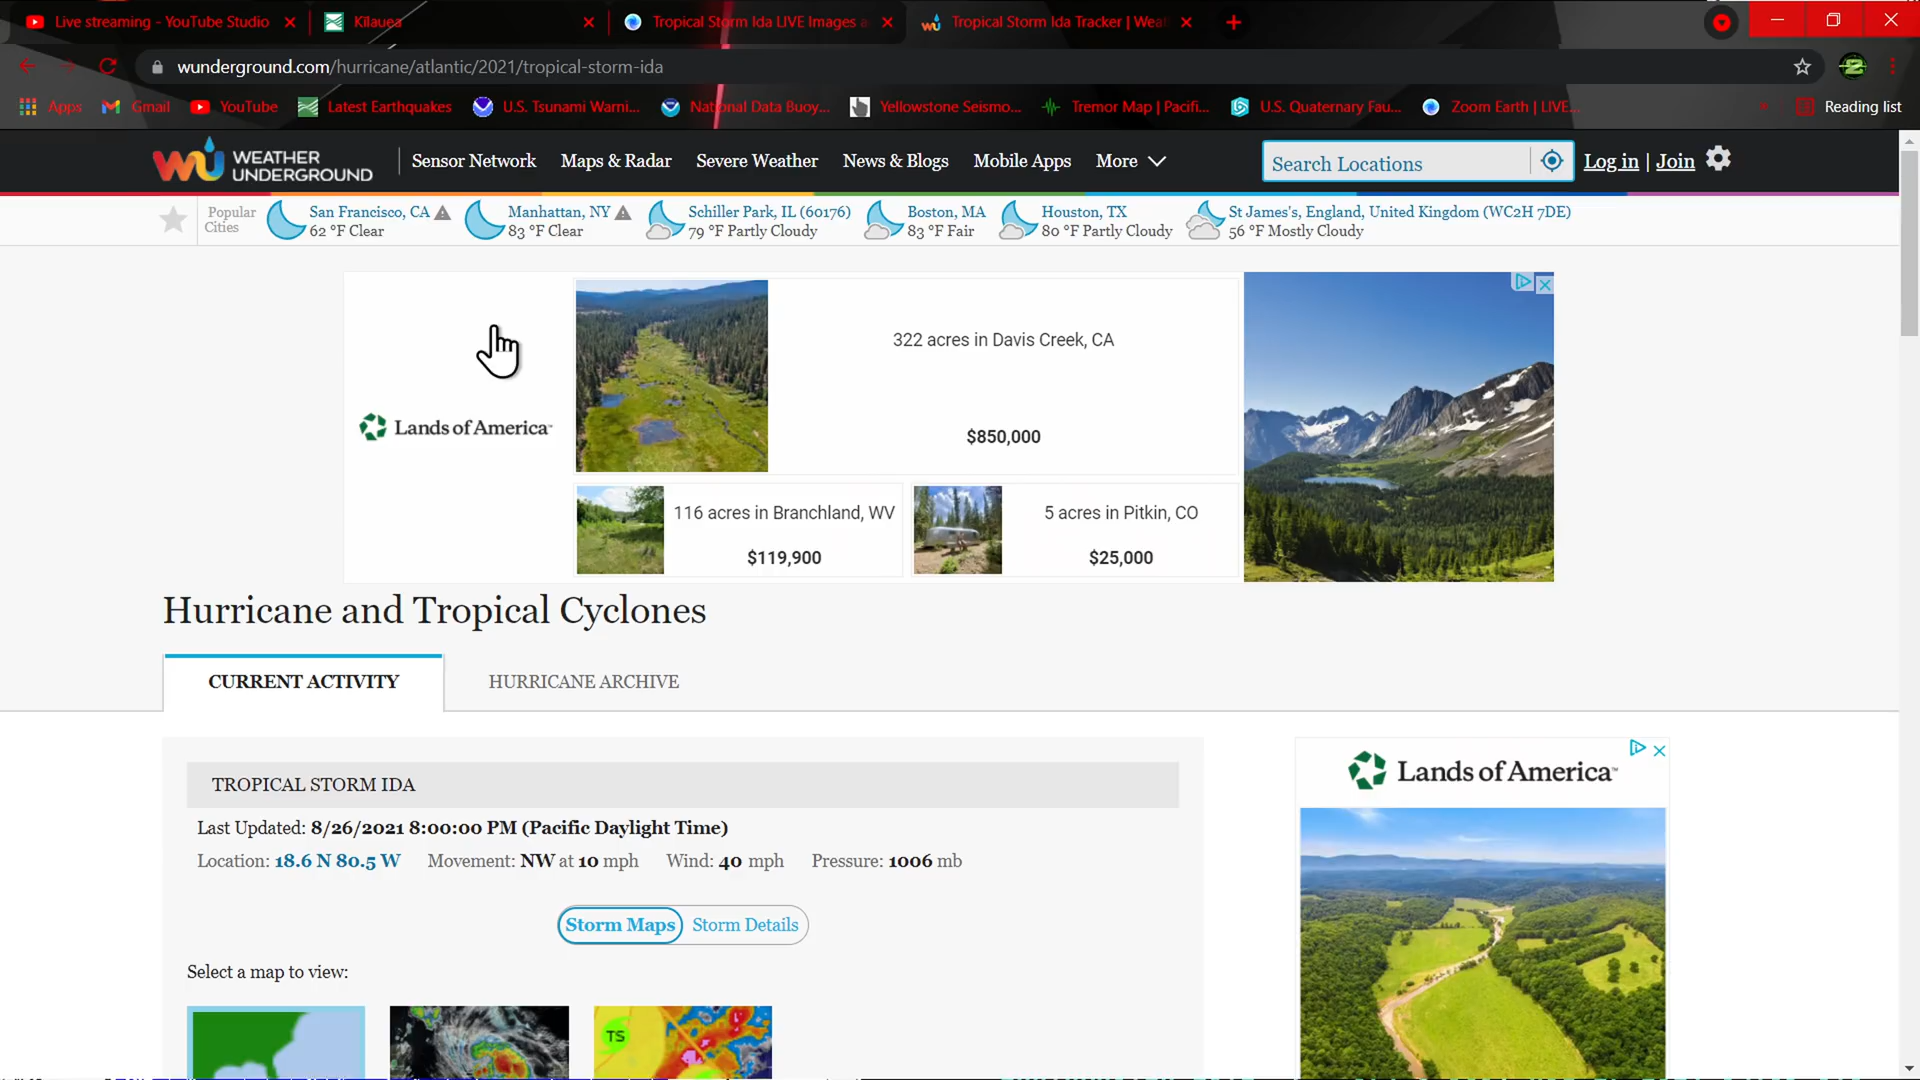 Live streaming - YouTube Studio
Kīlauea
Tropical Storm Ida LIVE Images a
Tropical Storm Ida Tracker | Weat
wunderground.com/hurricane/atlantic/2021/tropical-storm-ida
Apps
Gmail
YouTube
Latest Earthquakes
U.S. Tsunami Warni...
National Data Buoy...
Yellowstone Seismo...
Tremor Map | Pacifi...
U.S. Quaternary Fau...
Zoom Earth | LIVE...
Reading list
WEATHER
UNDERGROUND
Sensor Network
Maps & Radar
Severe Weather
News & Blogs
Mobile Apps
More
Search Locations
Log in | Join
Popular
Cities
San Francisco, CA
62 °F Clear
Manhattan, NY
83 °F Clear
Schiller Park, IL (60176)
79 °F Partly Cloudy
Boston, MA
83 °F Fair
Houston, TX
80 °F Partly Cloudy
St James's, England, United Kingdom (WC2H 7DE)
56 °F Mostly Cloudy
Lands of America
322 acres in Davis Creek, CA
$850,000
116 acres in Branchland, WV
$119,900
5 acres in Pitkin, CO
$25,000
Hurricane and Tropical Cyclones
CURRENT ACTIVITY
HURRICANE ARCHIVE
TROPICAL STORM IDA
Last Updated: 8/26/2021 8:00:00 PM (Pacific Daylight Time)
Location: 18.6 N 80.5 W Movement: NW at 10 mph Wind: 40 mph Pressure: 1006 mb
Storm Maps
Storm Details
Select a map to view:
TS
Lands of America